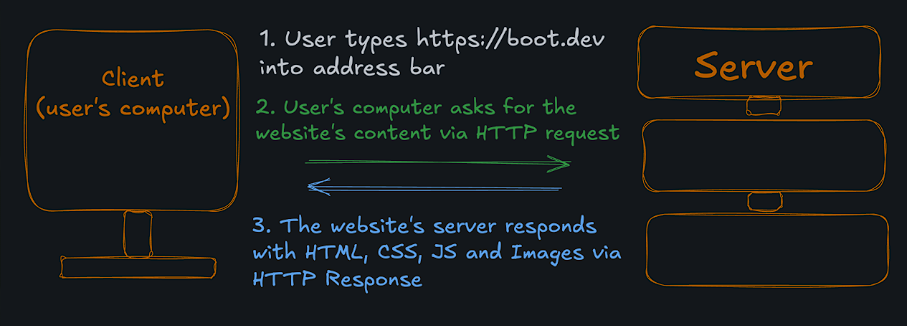 Client
(user's computer)
1. User types https://boot.dev
into address bar
2. User's computer asks for the
website's content via HTTP request
3. The website's server responds
with HTML, CSS, JS and Images via
HTTP Response
Server